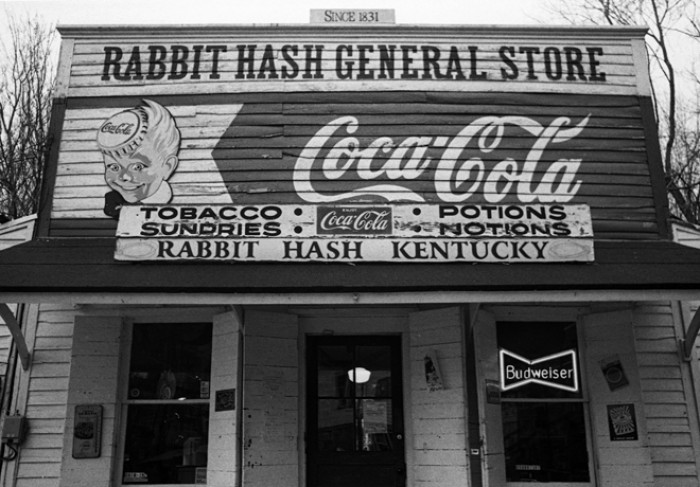 SINCE 1831
RABBIT HASH GENERAL STORE
Coca-Cola
Coca-Cola
TOBACCO • Coca-Cola • POTIONS
SUNDRIES • • NOTIONS
RABBIT HASH KENTUCKY
Budweiser